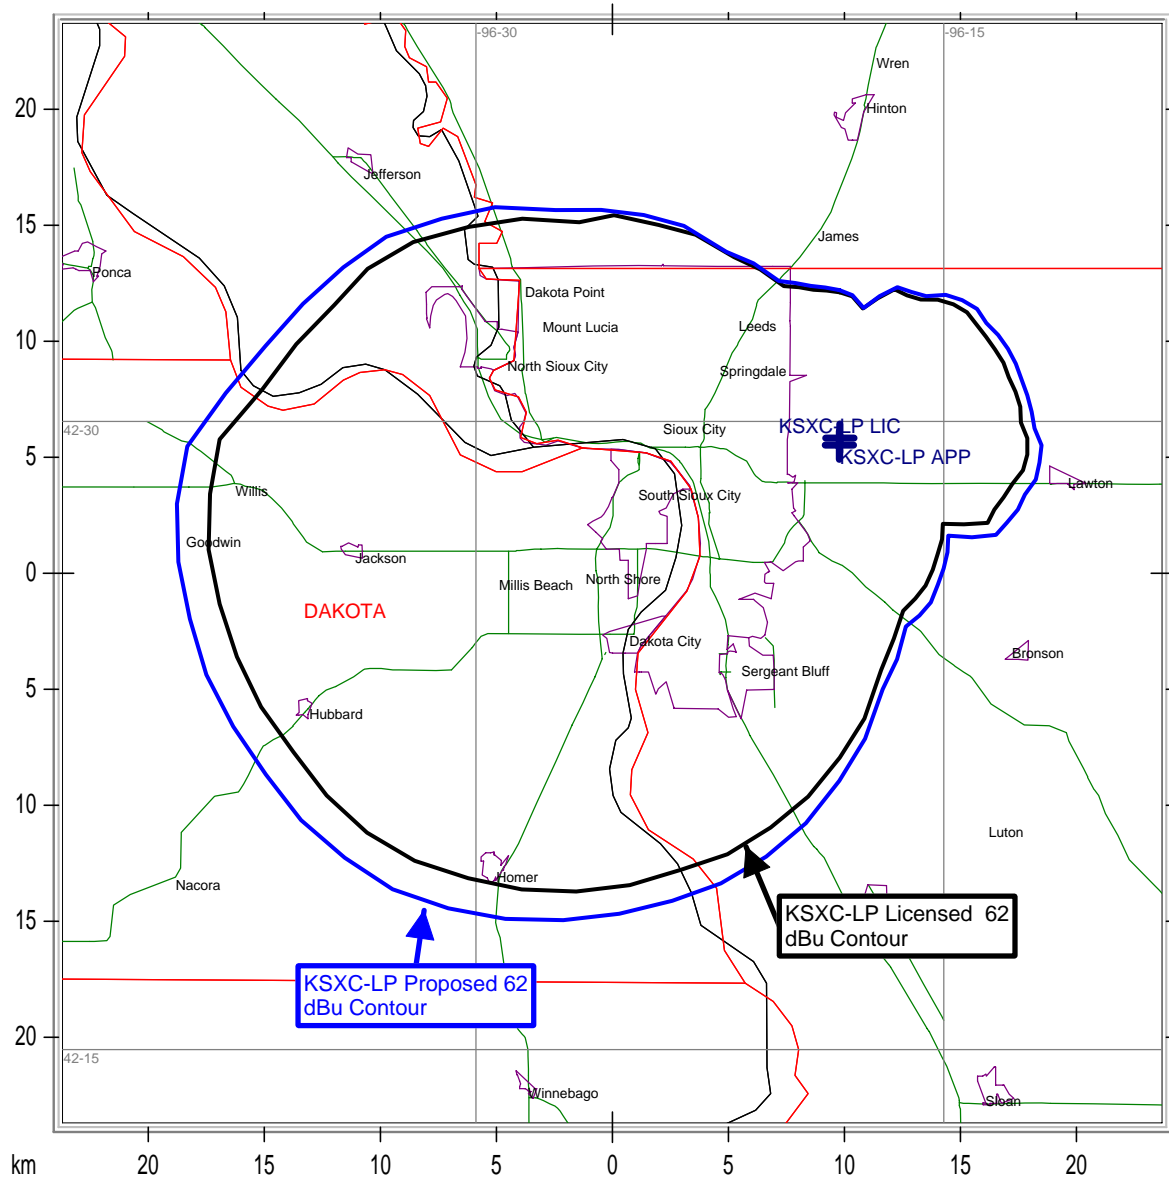 -96-30
-96-15
Wren
20
Hinton
Jefferson
15
James
Ponca
Dakota Point
10
Mount Lucia
Leeds
North Sioux City
Springdale
42-30
KSXC-LP LIC
Sioux City
5
KSXC-LP APP
Willis
South Sioux City
Lawton
Goodwin
Jackson
0
Millis Beach
North Shore
DAKOTA
Dakota City
Bronson
5
Sergeant Bluff
Hubbard
10
Luton
Homer
Nacora
15
KSXC-LP Licensed 62
dBu Contour
KSXC-LP Proposed 62
dBu Contour
20
42-15
Winnebago
Sloan
km
20 15 10 5 0 5 10 15 20